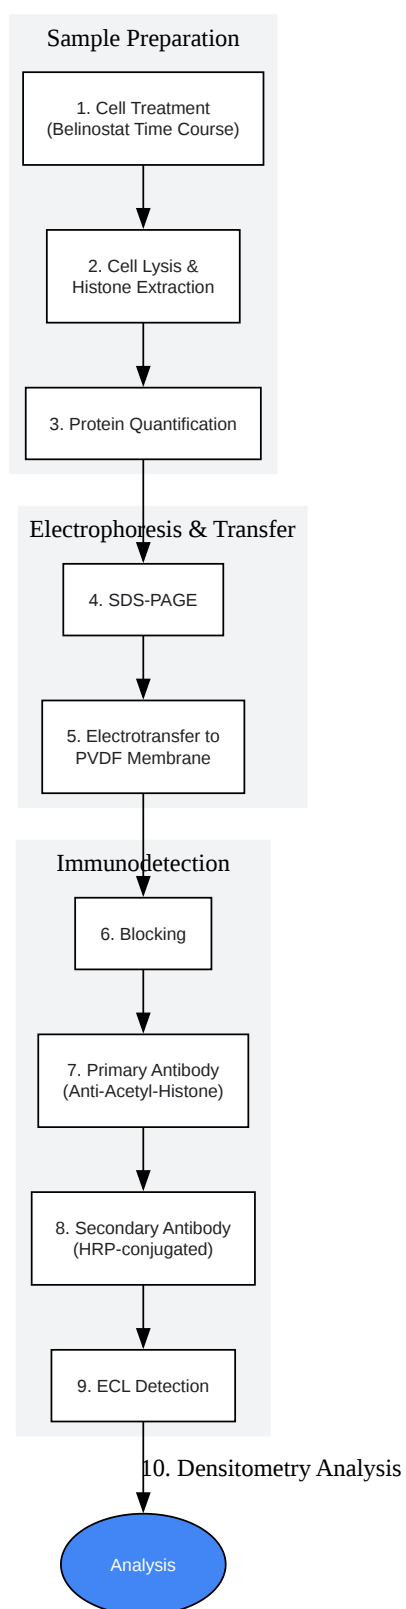 Sample Preparation
1. Cell Treatment
(Belinostat Time Course)
2. Cell Lysis &
Histone Extraction
3. Protein Quantification
Electrophoresis & Transfer
4. SDS-PAGE
5. Electrotransfer to
PVDF Membrane
Immunodetection
6. Blocking
7. Primary Antibody
(Anti-Acetyl-Histone)
8. Secondary Antibody
(HRP-conjugated)
9. ECL Detection
10. Densitometry Analysis
Analysis